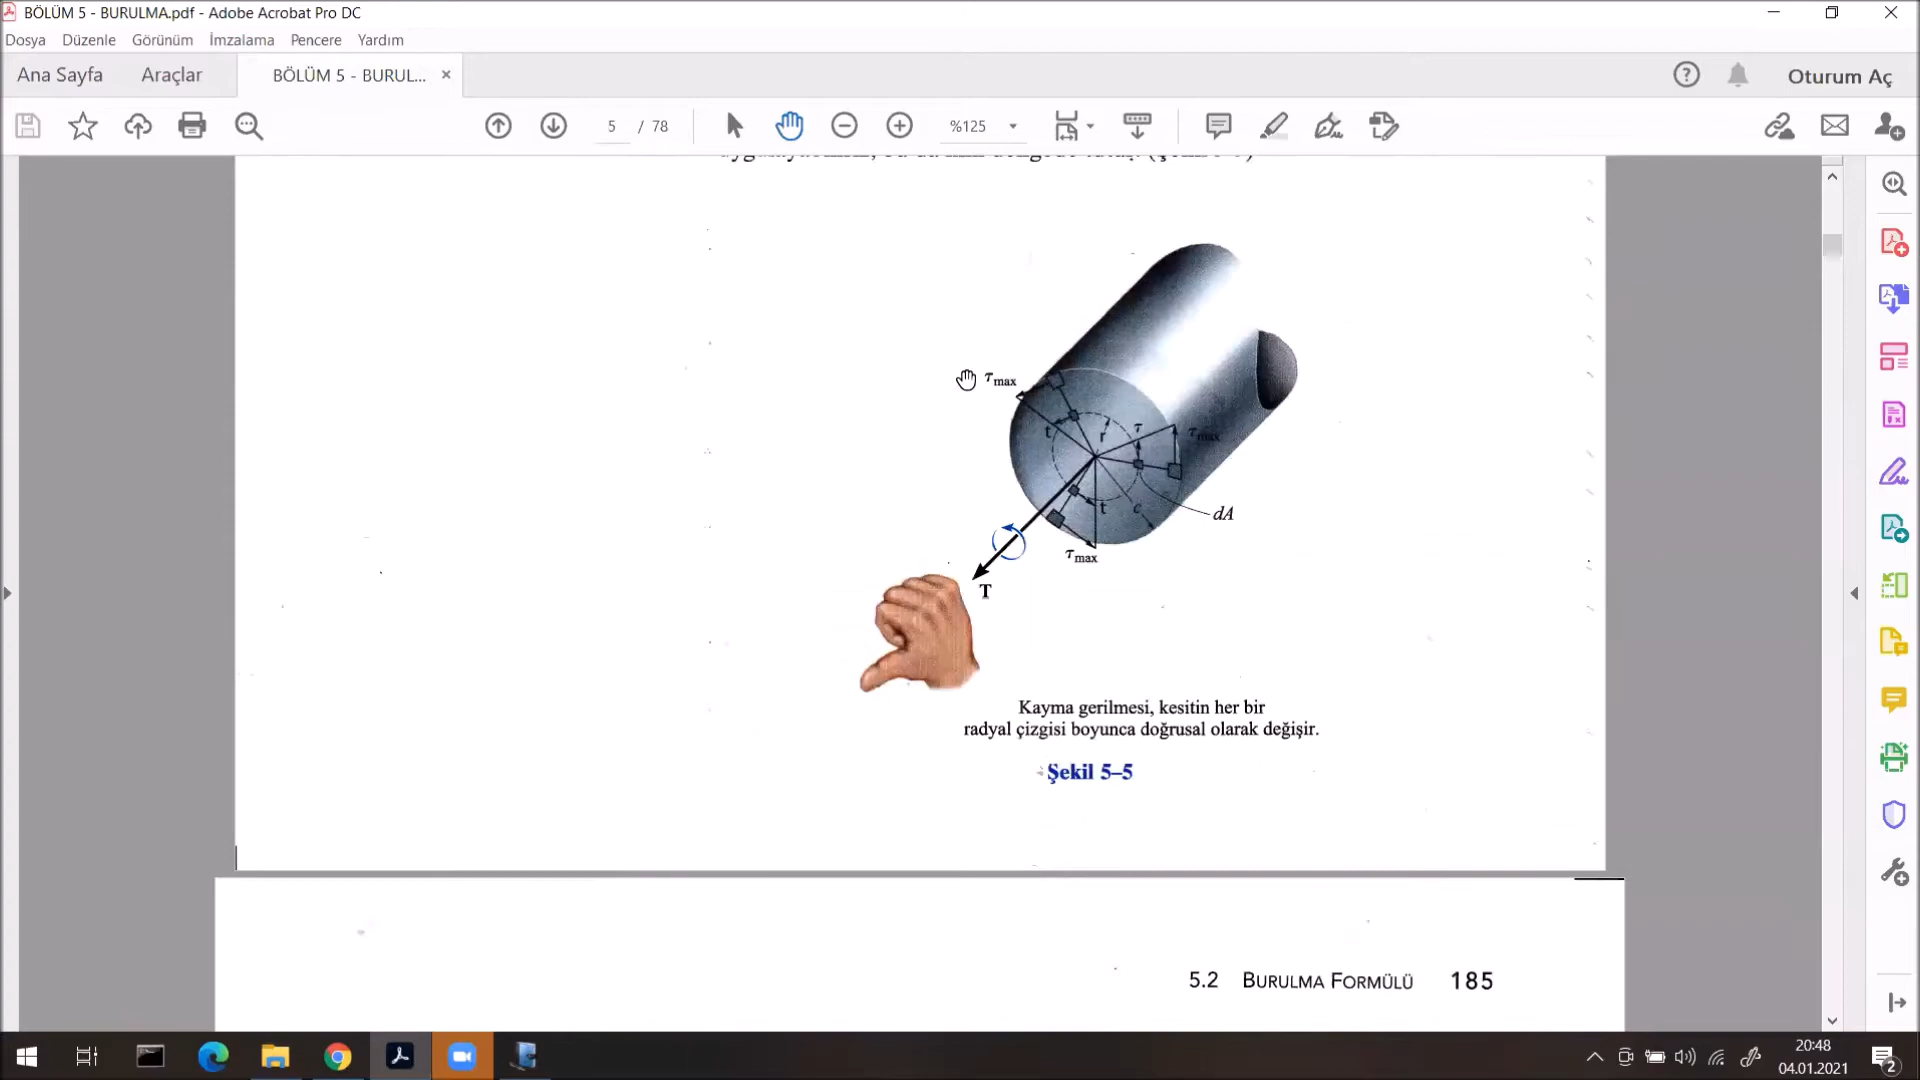 BÖLÜM 5 - BURULMA.pdf - Adobe Acrobat Pro DC
Dosya Düzenle Görünüm İmzalama Pencere Yardım
Ana Sayfa Araçlar BÖLÜM 5 - BURUL... × Oturum Aç
5 / 78 %125
τmax
t r τ τmax
t c dA
τmax
T
Kayma gerilmesi, kesitin her bir
radyal çizgisi boyunca doğrusal olarak değişir.
Şekil 5–5
5.2 BURULMA FORMÜLÜ 185
20:48
04.01.2021
2